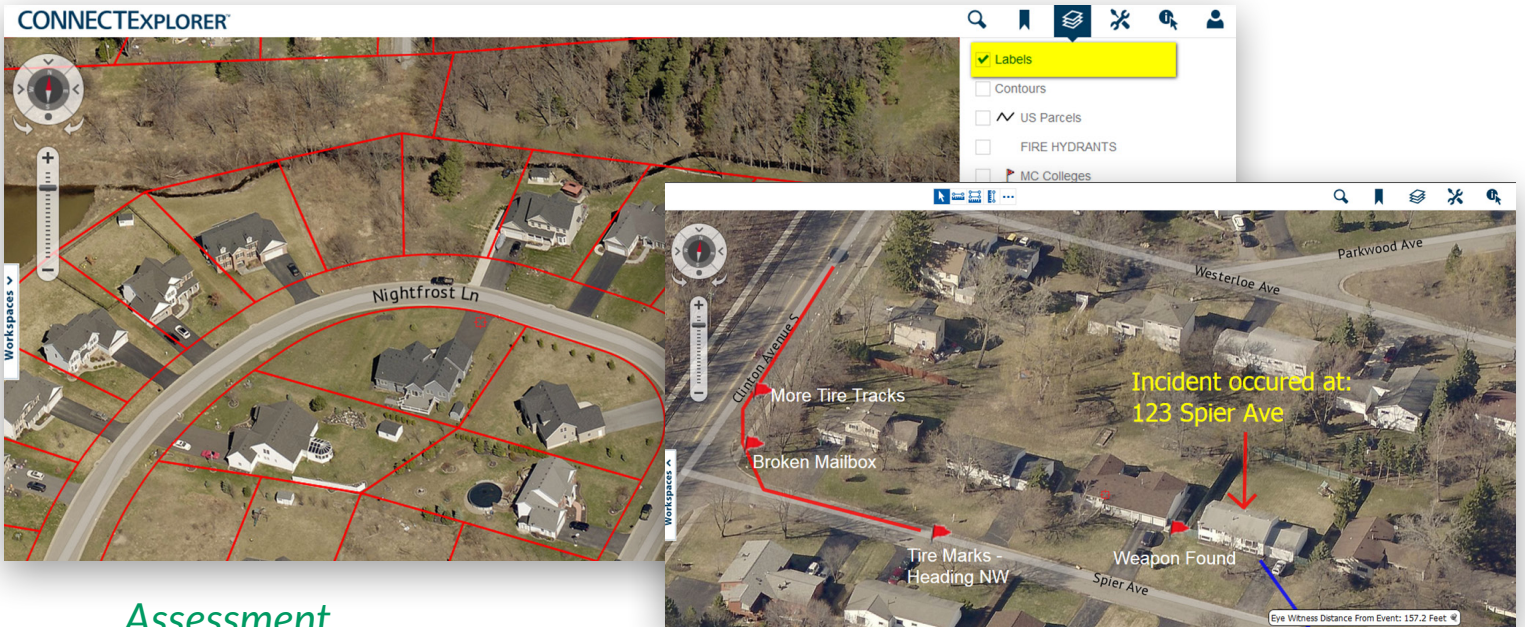 CONNECTEXPLORER™
Labels
Contours
US Parcels
FIRE HYDRANTS
MC Colleges
Workspaces
Nightfrost Ln
Parkwood Ave
Westerloe Ave
Clinton Avenue S
More Tire Tracks
Incident occured at:
123 Spier Ave
Broken Mailbox
Workspaces
Tire Marks -
Heading NW
Weapon Found
Spier Ave
Eye Witness Distance From Event: 157.2 Feet
Assessment